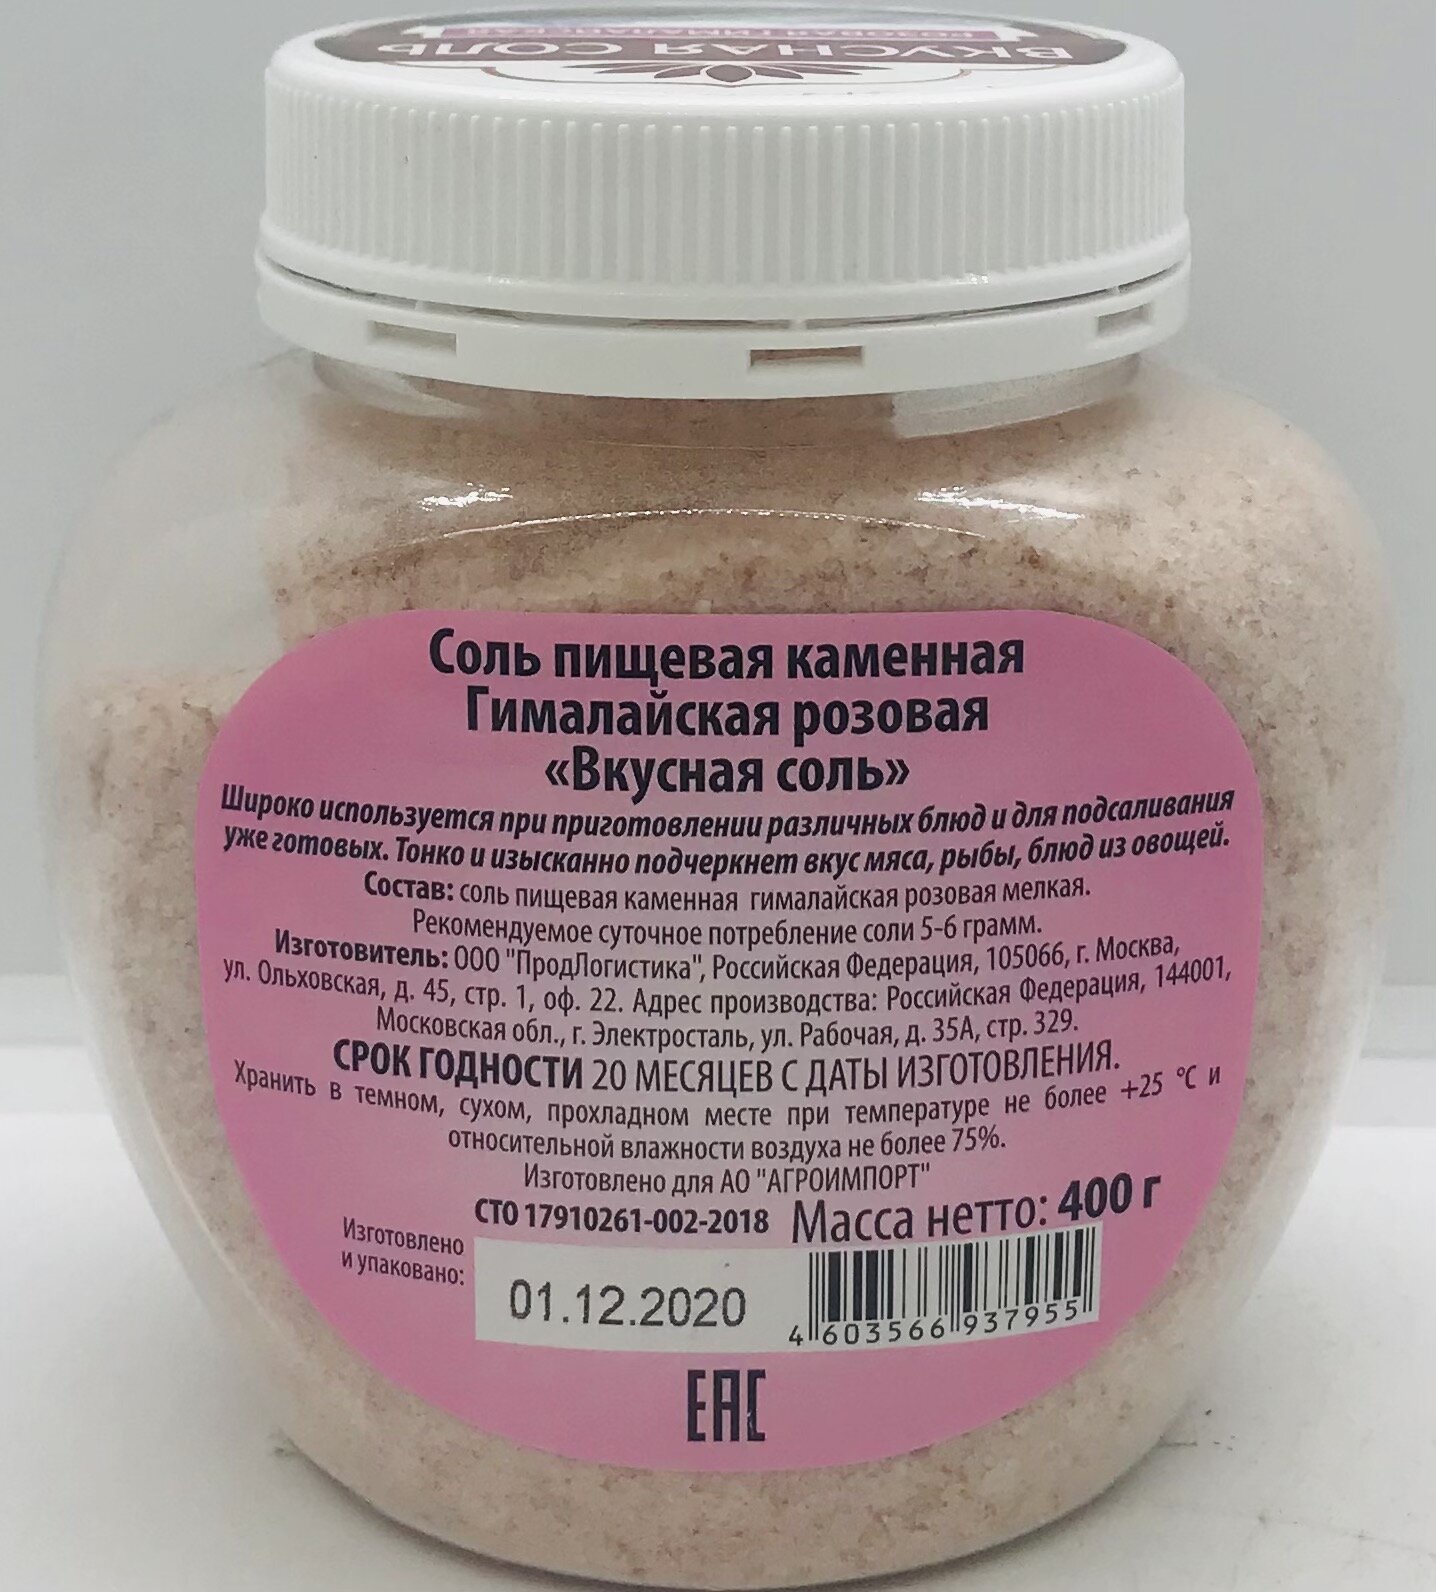 ВКУСНАЯ СОЛЬ
РОЗОВАЯ ГИМАЛАЙСКАЯ
Соль пищевая каменная
Гималайская розовая
«Вкусная соль»
Широко используется при приготовлении различных блюд и для подсаливания
уже готовых. Тонко и изысканно подчеркнет вкус мяса, рыбы, блюд из овощей.
Состав: соль пищевая каменная гималайская розовая мелкая.
Рекомендуемое суточное потребление соли 5-6 грамм.
Изготовитель: ООО "ПродЛогистика", Российская Федерация, 105066, г. Москва,
ул. Ольховская, д. 45, стр. 1, оф. 22. Адрес производства: Российская Федерация, 144001,
Московская обл., г. Электросталь, ул. Рабочая, д. 35А, стр. 329.
СРОК ГОДНОСТИ 20 МЕСЯЦЕВ С ДАТЫ ИЗГОТОВЛЕНИЯ.
Хранить в темном, сухом, прохладном месте при температуре не более +25 °С и
относительной влажности воздуха не более 75%.
Изготовлено для АО "АГРОИМПОРТ"
СТО 17910261-002-2018 Масса нетто: 400 г
Изготовлено
и упаковано:
01.12.2020
4 603566 937955
ЕАС